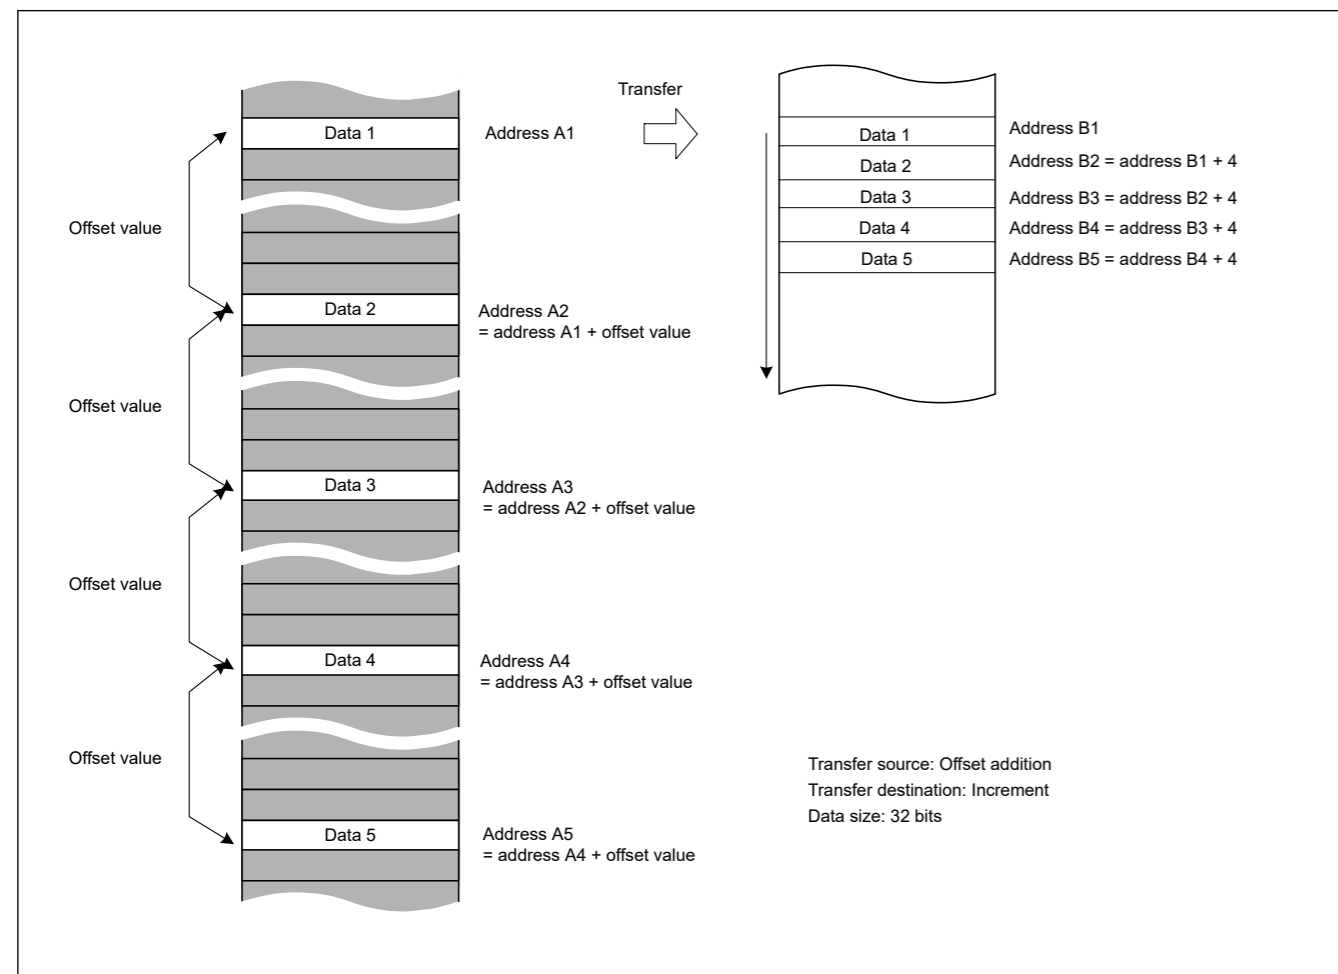 Transfer
Data 1
Address A1
Data 1
Address B1
Data 2
Address B2 = address B1 + 4
Data 3
Address B3 = address B2 + 4
Data 4
Address B4 = address B3 + 4
Data 5
Address B5 = address B4 + 4
Offset value
Data 2
Address A2
= address A1 + offset value
Offset value
Data 3
Address A3
= address A2 + offset value
Offset value
Data 4
Address A4
= address A3 + offset value
Offset value
Data 5
Address A5
= address A4 + offset value
Transfer source: Offset addition
Transfer destination: Increment
Data size: 32 bits